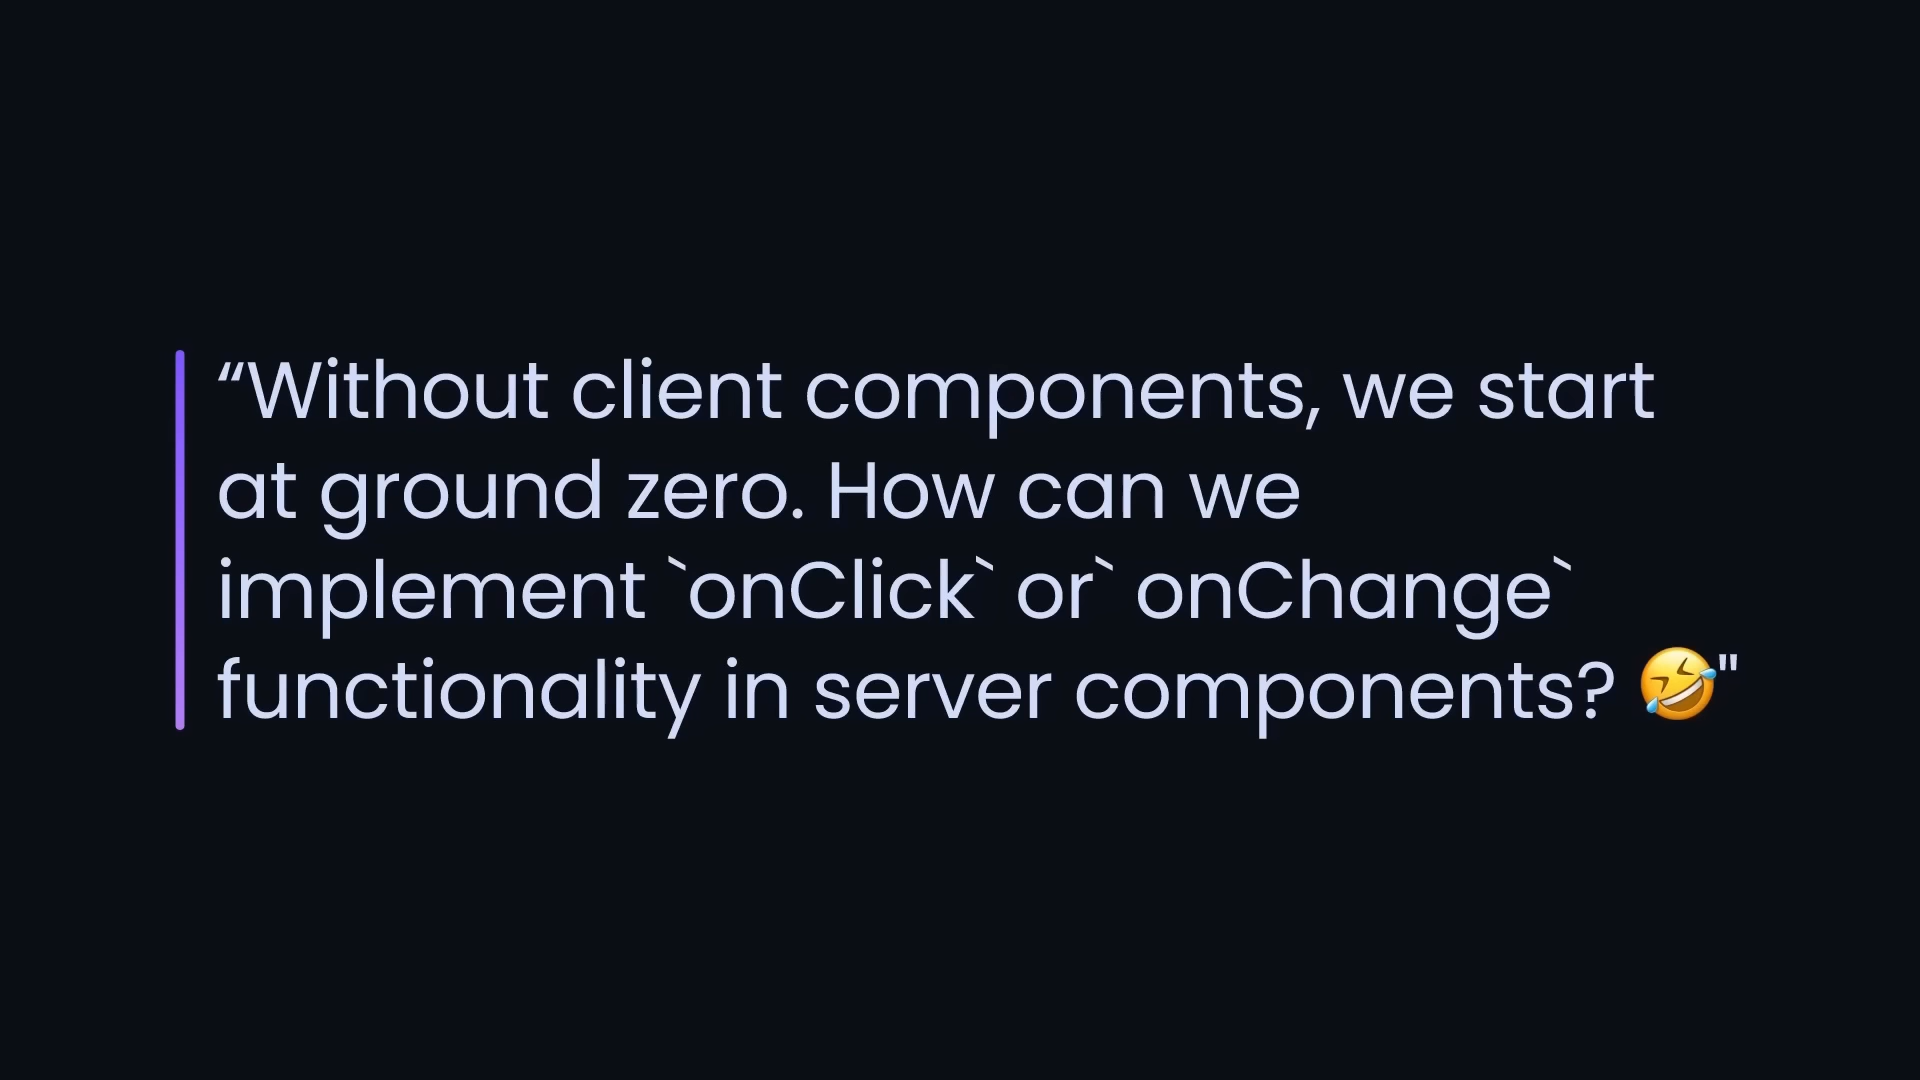 “Without client components, we start
at ground zero. How can we
implement `onClick` or` onChange`
functionality in server components? 🤣"